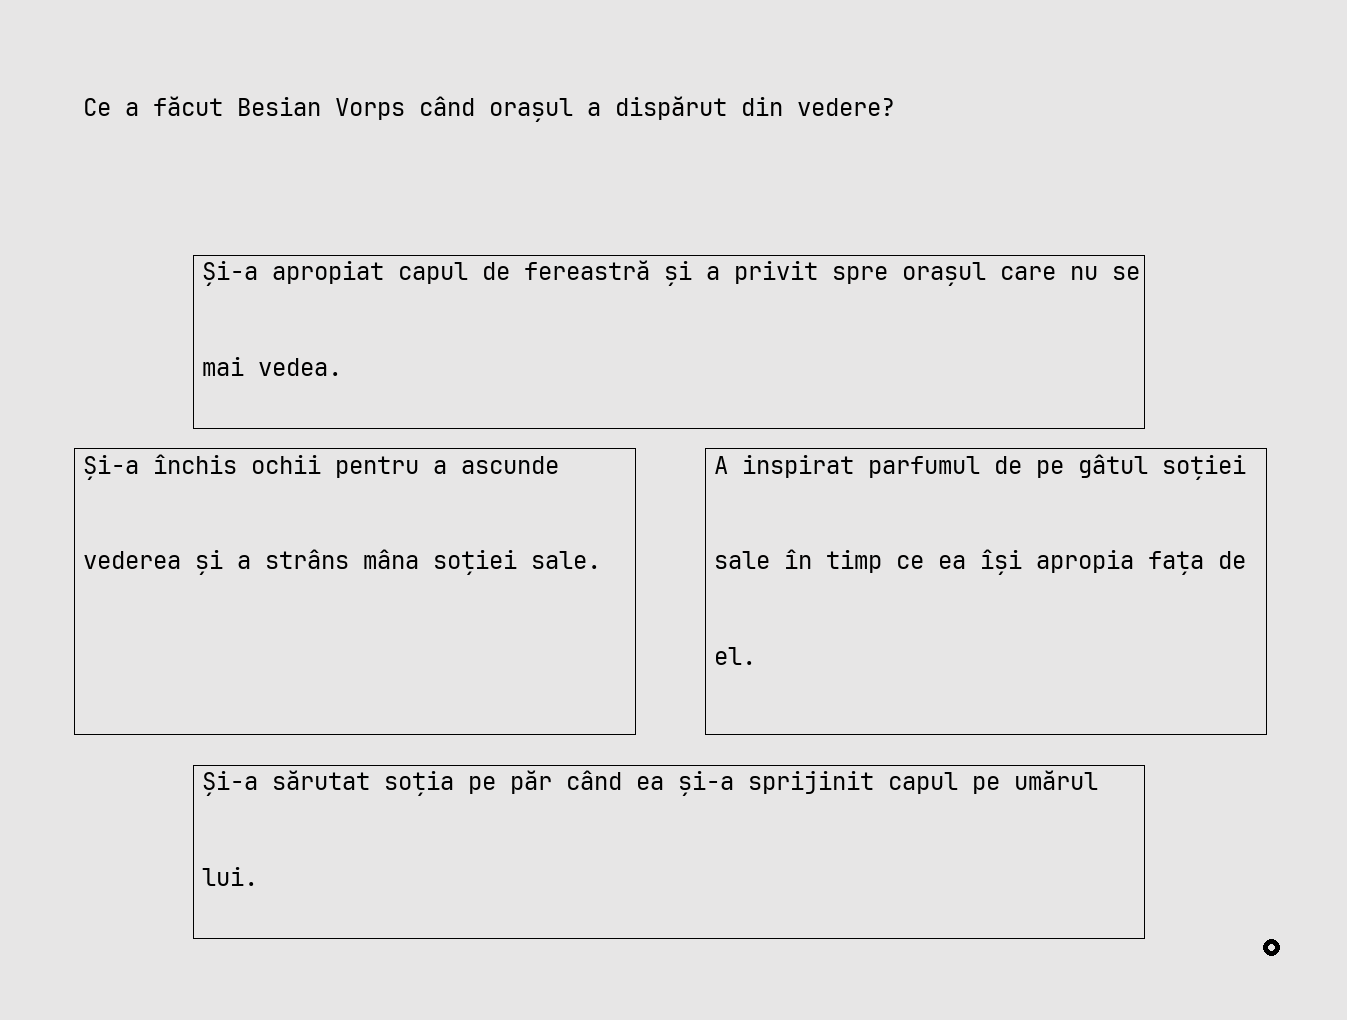 Ce a făcut Besian Vorps când orașul a dispărut din vedere?
Și-a apropiat capul de fereastră și a privit spre orașul care nu se
mai vedea.
Și-a închis ochii pentru a ascunde
vederea și a strâns mâna soției sale.
A inspirat parfumul de pe gâtul soției
sale în timp ce ea își apropia fața de
el.
Și-a sărutat soția pe păr când ea și-a sprijinit capul pe umărul
lui.